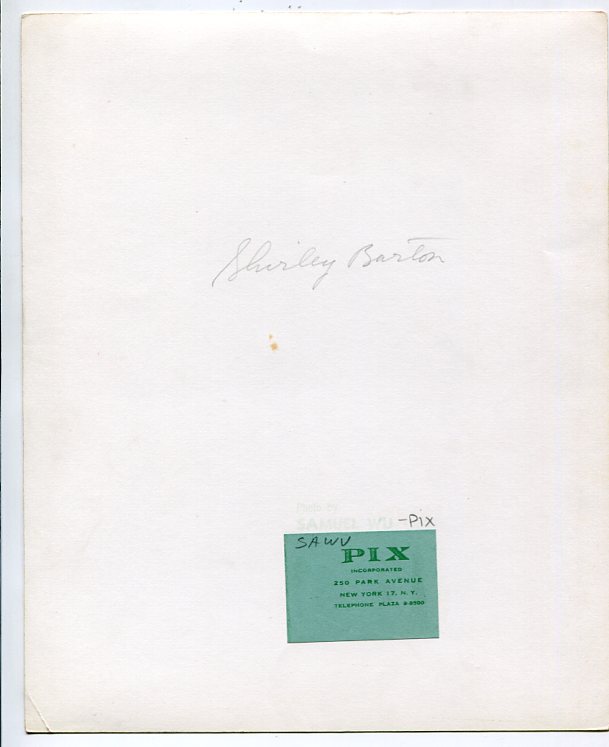 Shirley Barton
Photo by
SAMUEL WU -Pix
SAWU
PIX
INCORPORATED
250 PARK AVENUE
NEW YORK 17, N. Y.
TELEPHONE PLAZA 8-8500